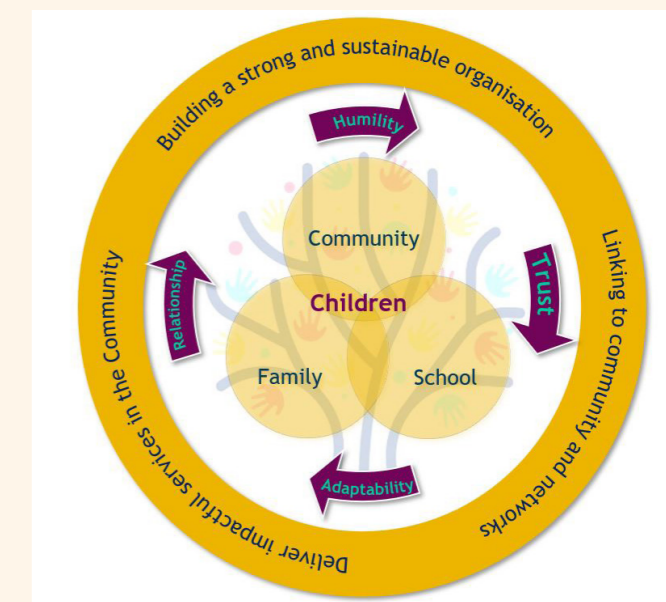 Building a strong and sustainable organisation
Humility
Community
Linking to community and networks
Trust
Relationship
Children
Family
School
Adaptability
Deliver impactful services in the Community